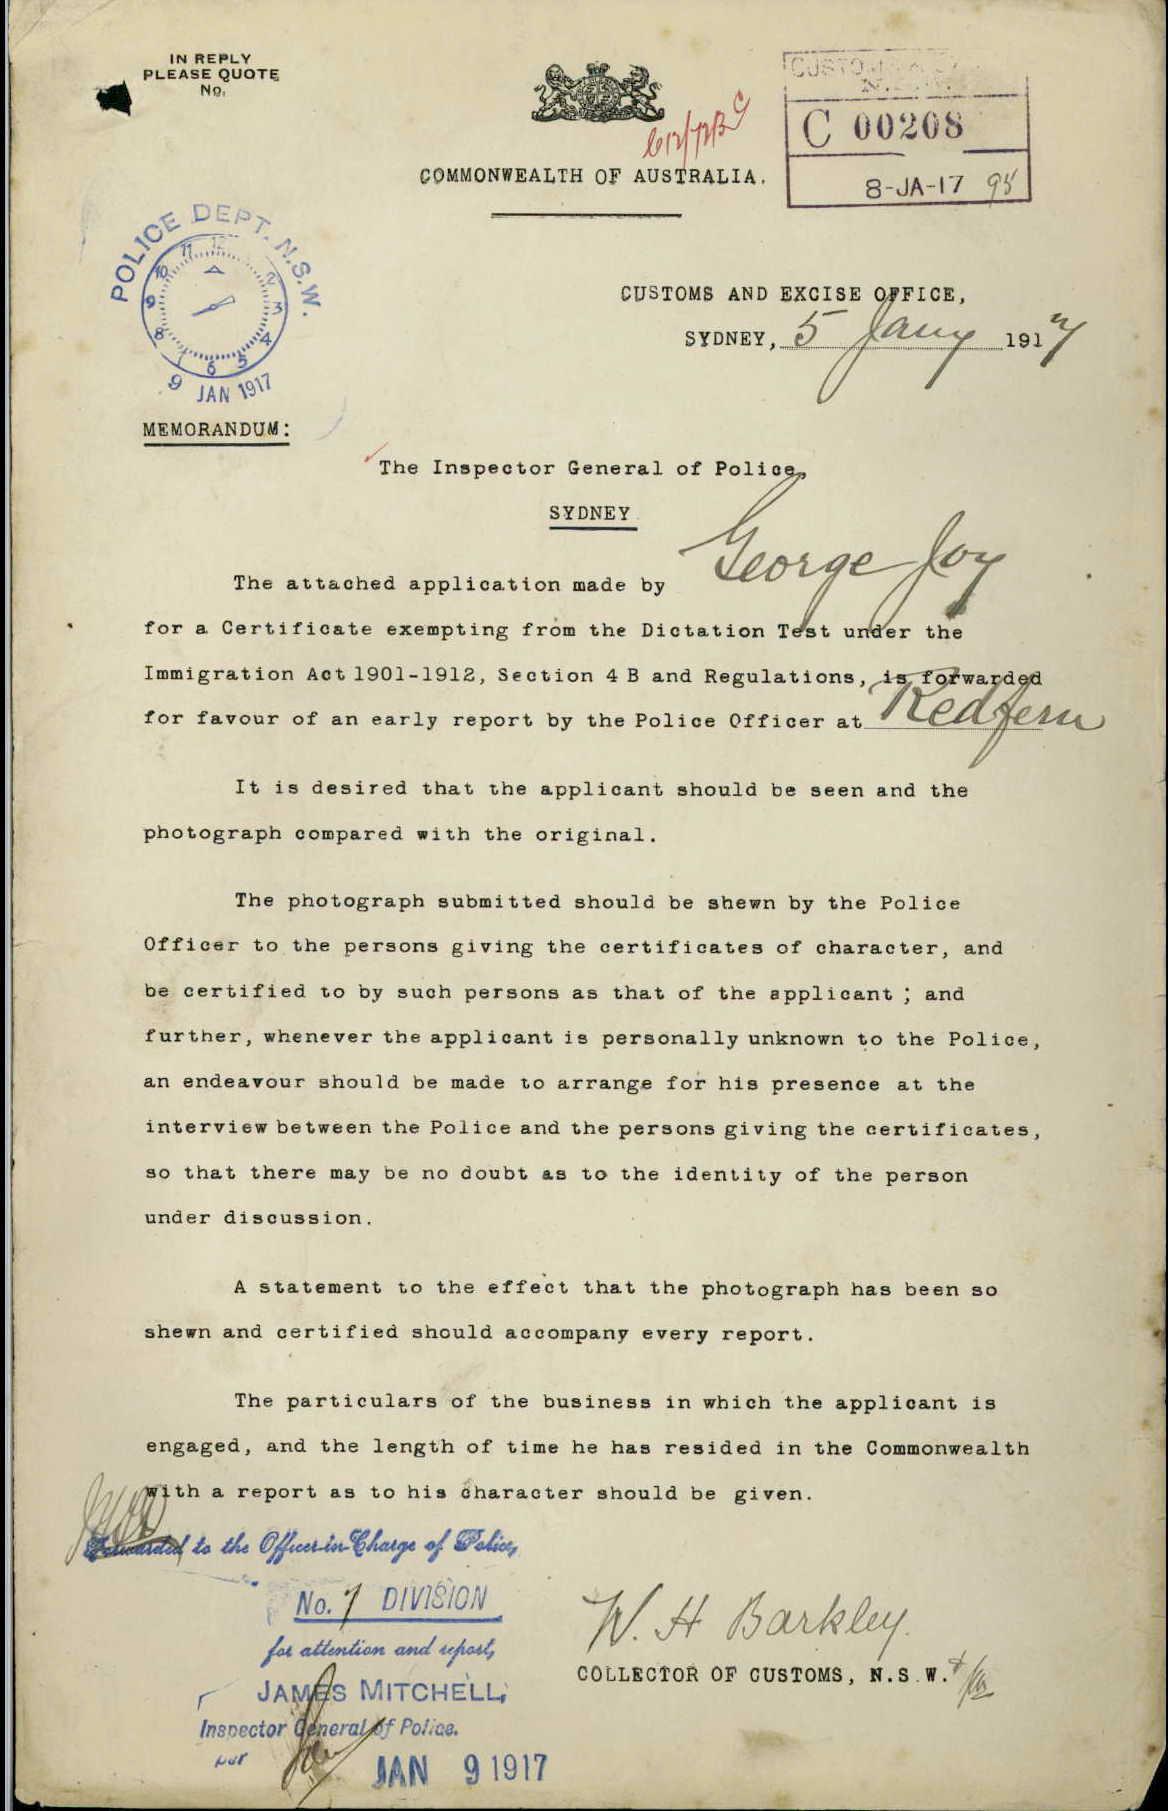 IN REPLY
PLEASE QUOTE
No.
CUSTOMS
C 00208
8-JA-17 95
COMMONWEALTH OF AUSTRALIA.
POLICE DEPT. N.S.W.
9 JAN 1917
CUSTOMS AND EXCISE OFFICE,
SYDNEY, 5 Jany 1917
MEMORANDUM:
The Inspector General of Police,
SYDNEY
The attached application made by George Joy
for a Certificate exempting from the Dictation Test under the
Immigration Act 1901-1912, Section 4 B and Regulations, is forwarded
for favour of an early report by the Police Officer at Redfern
It is desired that the applicant should be seen and the
photograph compared with the original.
The photograph submitted should be shewn by the Police
Officer to the persons giving the certificates of character, and
be certified to by such persons as that of the applicant ; and
further, whenever the applicant is personally unknown to the Police,
an endeavour should be made to arrange for his presence at the
interview between the Police and the persons giving the certificates,
so that there may be no doubt as to the identity of the person
under discussion.
A statement to the effect that the photograph has been so
shewn and certified should accompany every report.
The particulars of the business in which the applicant is
engaged, and the length of time he has resided in the Commonwealth
with a report as to his character should be given.
Forwarded to the Officer-in-Charge of Police,
No. 7 DIVISION
for attention and report,
W. H Barkley.
COLLECTOR OF CUSTOMS, N.S.W.
JAMES MITCHELL,
Inspector General of Police.
per
JAN 9 1917